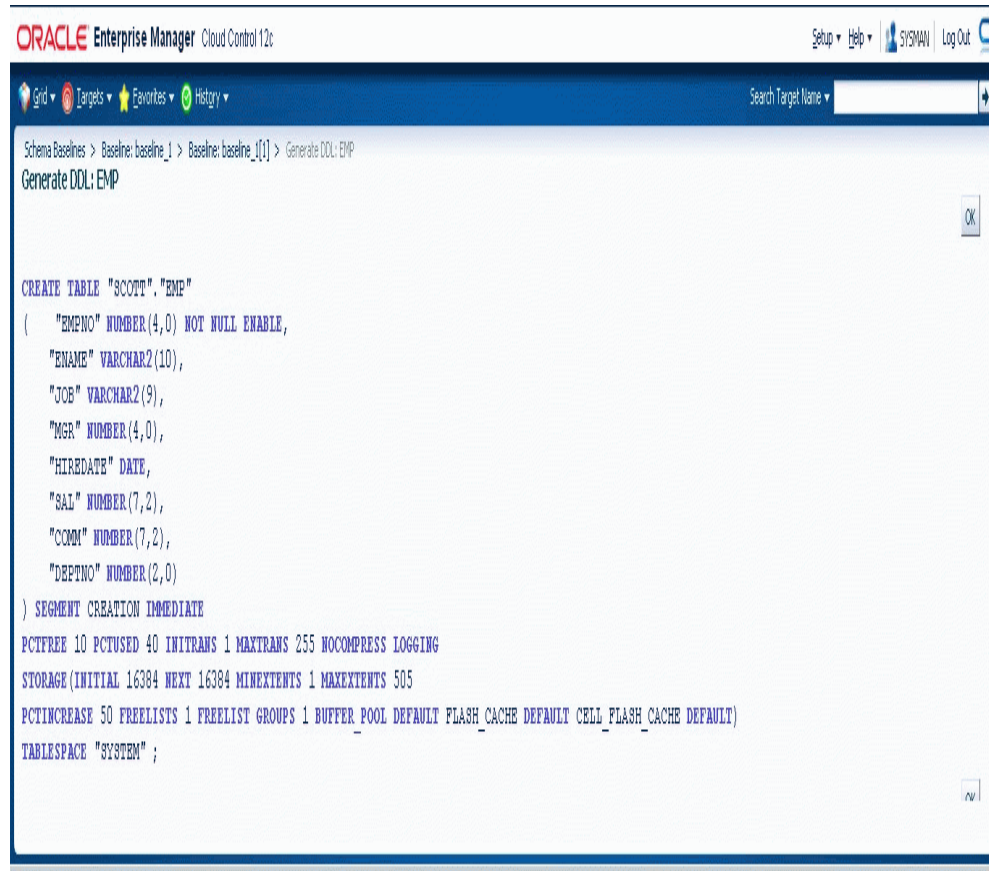 ORACLE Enterprise Manager Cloud Control 12c
Setup Help SYSMAN Log Out
Grid Targets Favorites History Search Target Name
Schema Baselines > Baseline: baseline_1 > Baseline: baseline_1[1] > Generate DDL: EMP
Generate DDL: EMP
OK
CREATE TABLE "SCOTT"."EMP"
( "EMPNO" NUMBER(4,0) NOT NULL ENABLE,
"ENAME" VARCHAR2(10),
"JOB" VARCHAR2(9),
"MGR" NUMBER(4,0),
"HIREDATE" DATE,
"SAL" NUMBER(7,2),
"COMM" NUMBER(7,2),
"DEPTNO" NUMBER(2,0)
) SEGMENT CREATION IMMEDIATE
PCTFREE 10 PCTUSED 40 INITRANS 1 MAXTRANS 255 NOCOMPRESS LOGGING
STORAGE(INITIAL 16384 NEXT 16384 MINEXTENTS 1 MAXEXTENTS 505
PCTINCREASE 50 FREELISTS 1 FREELIST GROUPS 1 BUFFER_POOL DEFAULT FLASH_CACHE DEFAULT CELL_FLASH_CACHE DEFAULT)
TABLESPACE "SYSTEM" ;
OK